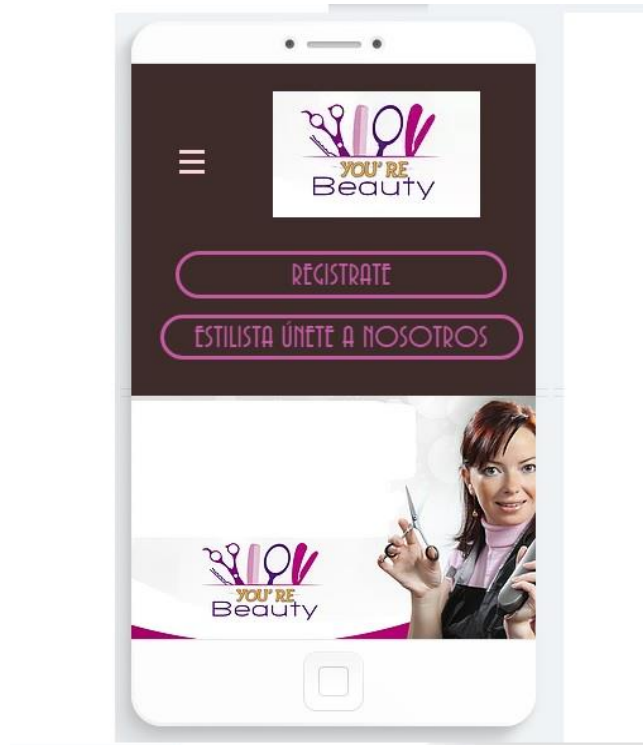 YOU' RE
Beauty
REGISTRATE
ESTILISTA ÚNETE A NOSOTROS
YOU' RE
Beauty